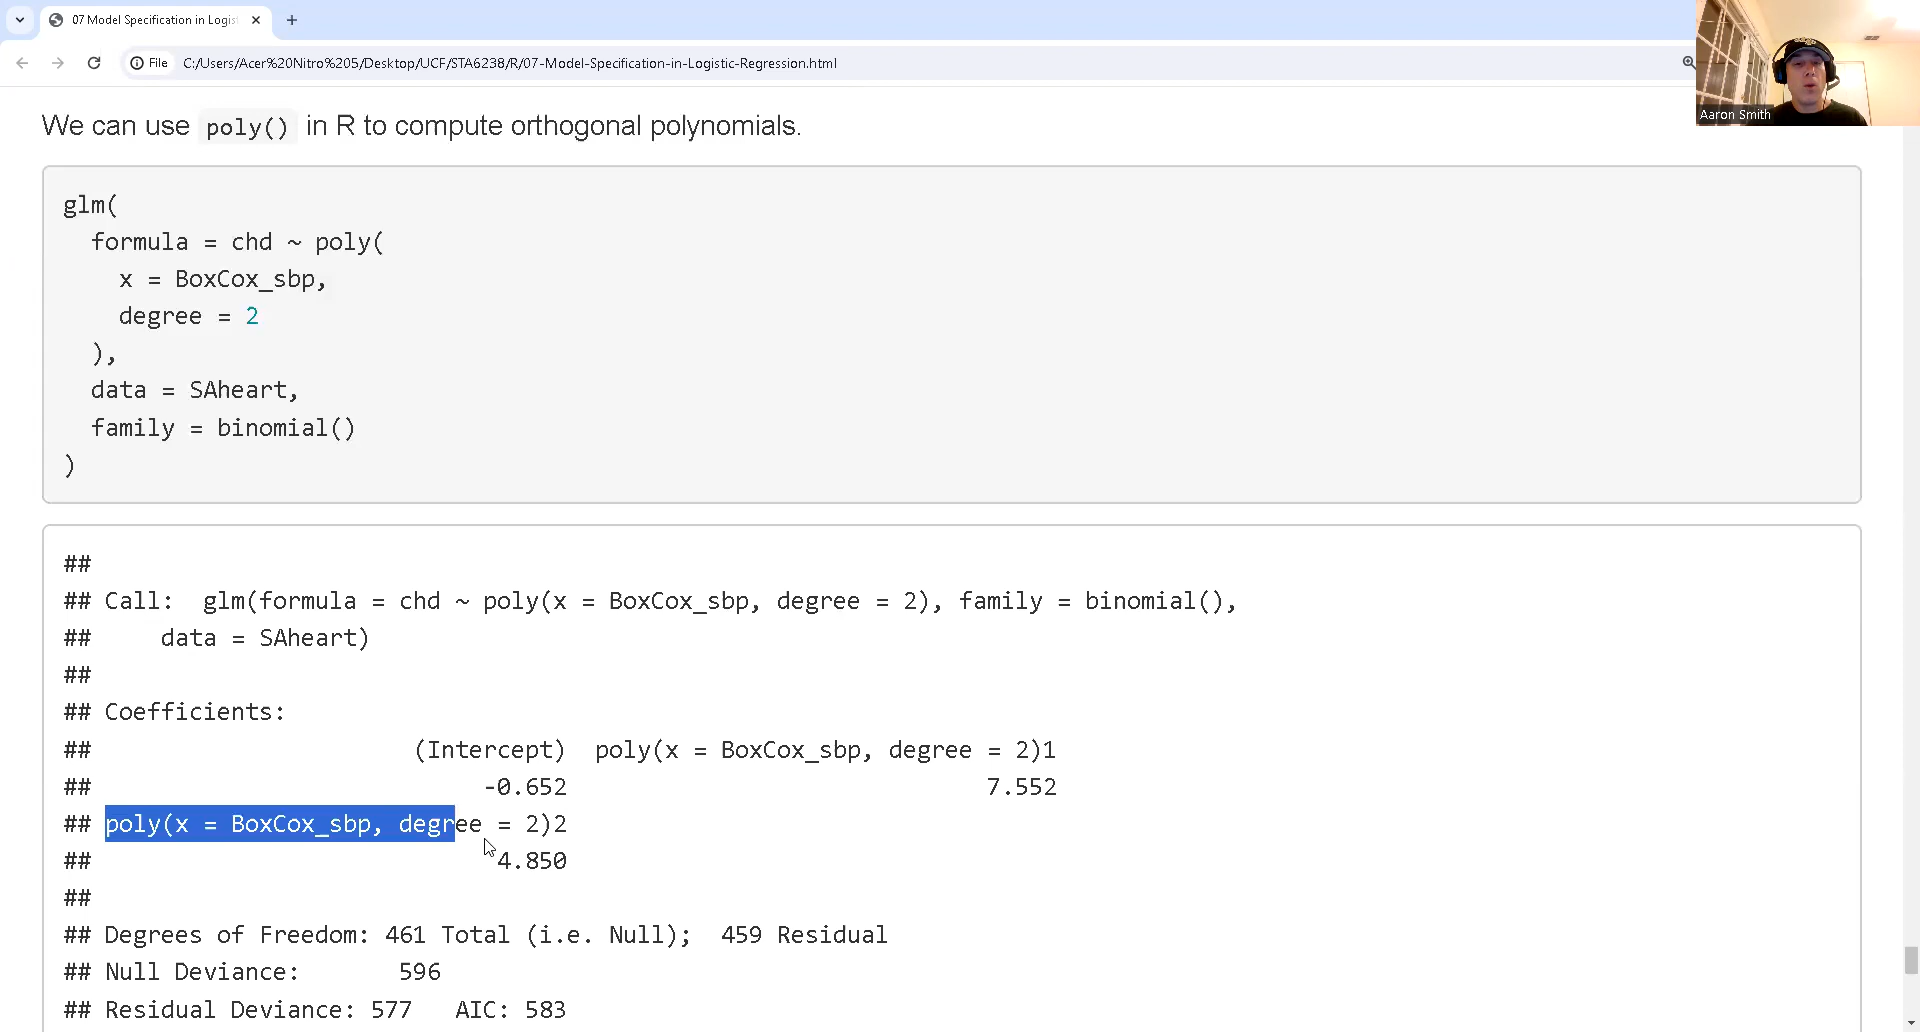 07 Model Specification in Logis
File
C:/Users/Acer%20Nitro%205/Desktop/UCF/STA6238/R/07-Model-Specification-in-Logistic-Regression.html
Aaron Smith
We can use poly() in R to compute orthogonal polynomials.
glm(
  formula = chd ~ poly(
    x = BoxCox_sbp,
    degree = 2
  ),
  data = SAheart,
  family = binomial()
)
##
## Call:  glm(formula = chd ~ poly(x = BoxCox_sbp, degree = 2), family = binomial(),
##     data = SAheart)
##
## Coefficients:
##                       (Intercept)  poly(x = BoxCox_sbp, degree = 2)1
##                            -0.652                              7.552
## poly(x = BoxCox_sbp, degree = 2)2
##                             4.850
##
## Degrees of Freedom: 461 Total (i.e. Null);  459 Residual
## Null Deviance:       596
## Residual Deviance: 577   AIC: 583